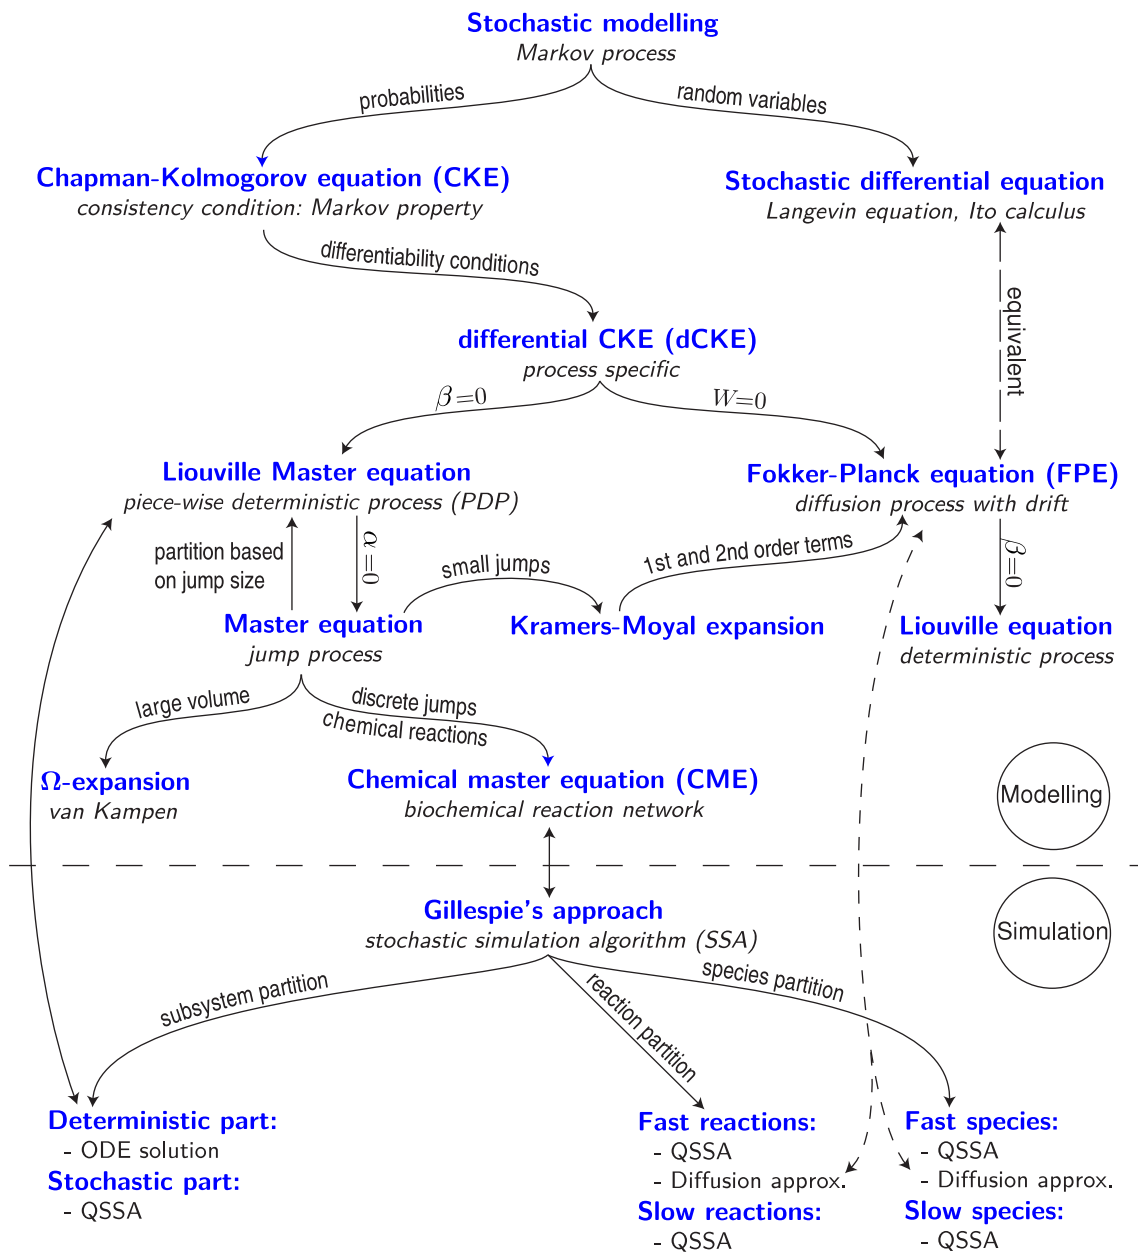 Stochastic modelling
Markov process
probabilities
random variables
Chapman-Kolmogorov equation (CKE)
consistency condition: Markov property
Stochastic differential equation
Langevin equation, Ito calculus
differentiability conditions
equivalent
differential CKE (dCKE)
process specific
β=0
W=0
Liouville Master equation
piece-wise deterministic process (PDP)
Fokker-Planck equation (FPE)
diffusion process with drift
partition based
on jump size
α=0
small jumps
1st and 2nd order terms
β=0
Master equation
jump process
Kramers-Moyal expansion
Liouville equation
deterministic process
large volume
discrete jumps
chemical reactions
Ω-expansion
van Kampen
Chemical master equation (CME)
biochemical reaction network
Modelling
Simulation
Gillespie's approach
stochastic simulation algorithm (SSA)
subsystem partition
reaction partition
species partition
Deterministic part:
- ODE solution
Stochastic part:
- QSSA
Fast reactions:
- QSSA
- Diffusion approx.
Slow reactions:
- QSSA
Fast species:
- QSSA
- Diffusion approx.
Slow species:
- QSSA